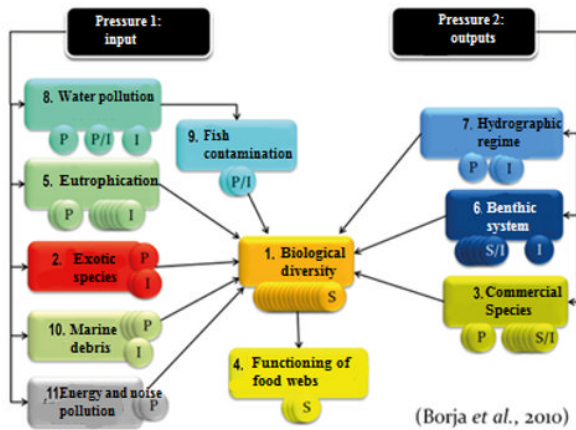 Pressure 1:
input
Pressure 2:
outputs
8. Water pollution
P P/I I
9. Fish
contamination
P/I
7. Hydrographic
regime
P I
5. Eutrophication
P I
6. Benthic
system
S/I I
2. Exotic
species
P
I
1. Biological
diversity
S
3. Commercial
Species
P S/I
10. Marine
debris
P
I
4. Functioning of
food webs
S
11Energy and noise
pollution
P
(Borja et al., 2010)